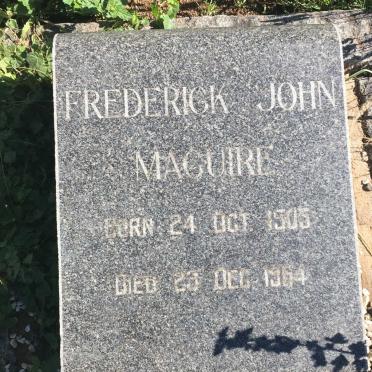 FREDERICK JOHN
MAGUIRE
BORN 24 OCT 1905
DIED 23 DEC 1964